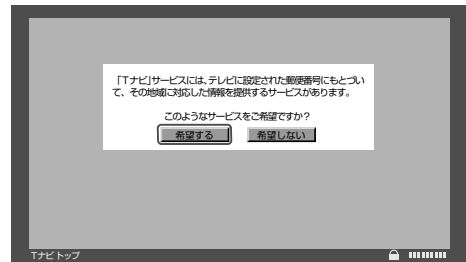 「Tナビ」サービスには、テレビに設定された郵便番号にもとづい
て、その地域に対応した情報を提供するサービスがあります。
このようなサービスをご希望ですか？
希望する　希望しない
Tナビ トップ